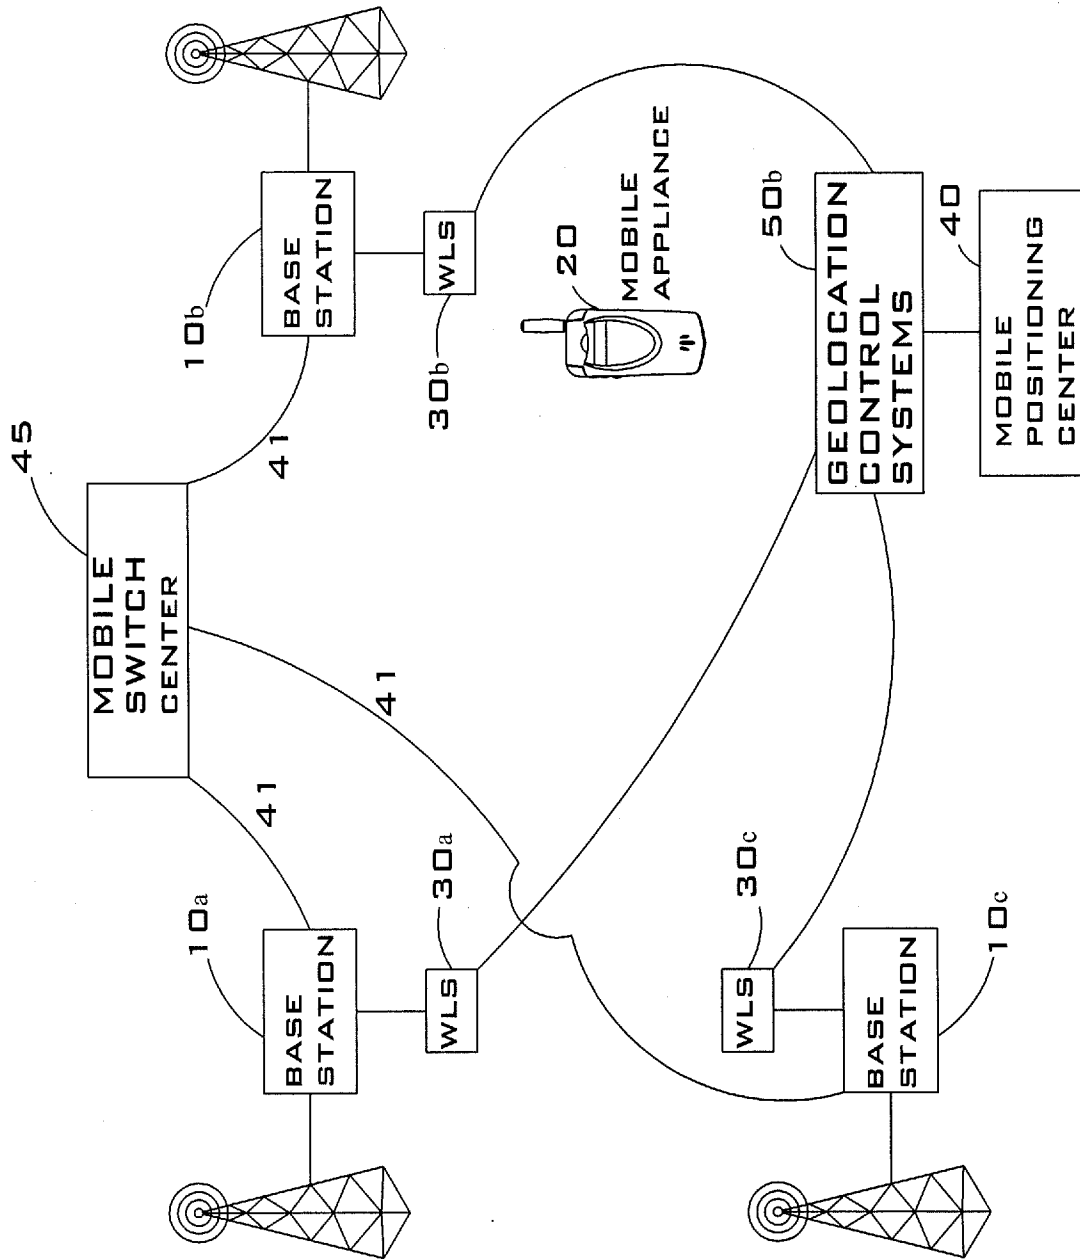 45
MOBILE
SWITCH
CENTER
41
41
41
10a
BASE
STATION
30a
WLS
10b
BASE
STATION
30b
WLS
20
MOBILE
APPLIANCE
30c
WLS
10c
BASE
STATION
50b
GEOLOCATION
CONTROL
SYSTEMS
40
MOBILE
POSITIONING
CENTER